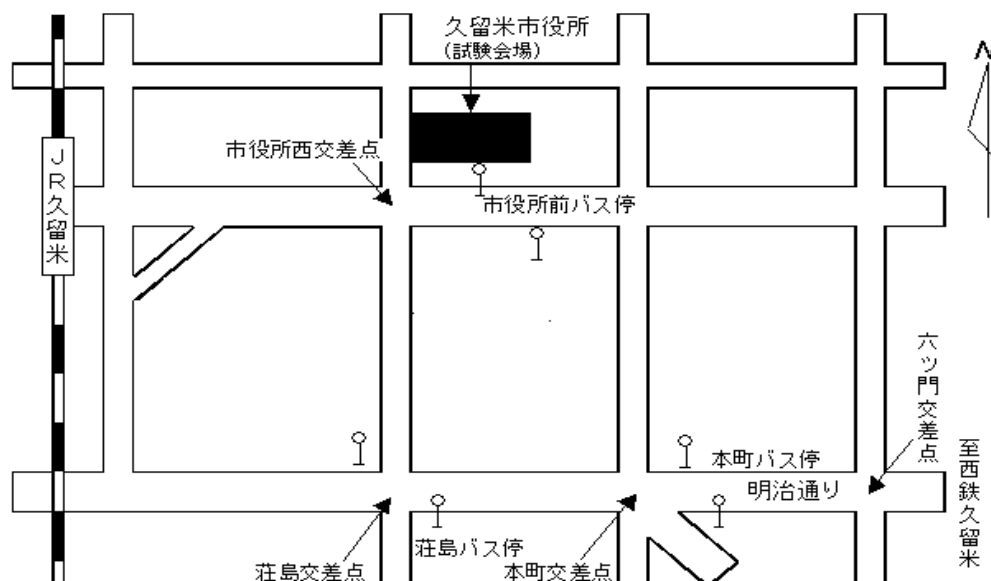 久留米市役所
(試験会場)
市役所西交差点
JR久留米
市役所前バス停
六ツ門交差点
本町バス停
明治通り
至西鉄久留米
荘島バス停
荘島交差点
本町交差点